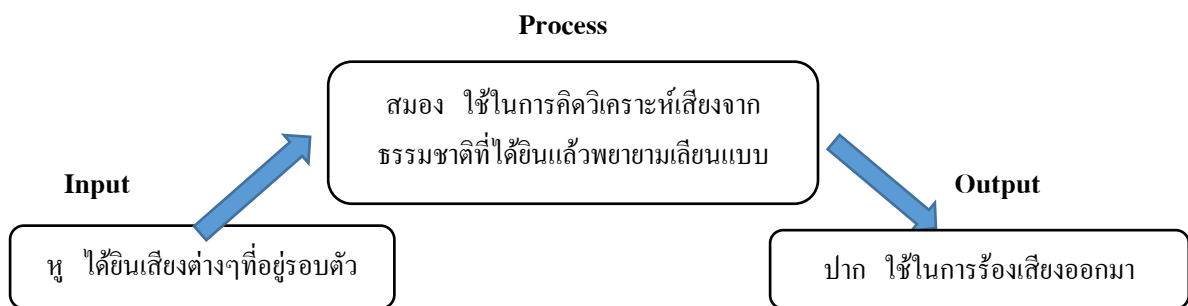 Process
สมอง ใช้ในการคิดวิเคราะห์เสียงจาก
ธรรมชาติที่ได้ยินแล้วพยายามเลียนแบบ
Input
Output
หู ได้ยินเสียงต่างๆที่อยู่รอบตัว
ปาก ใช้ในการร้องเสียงออกมา